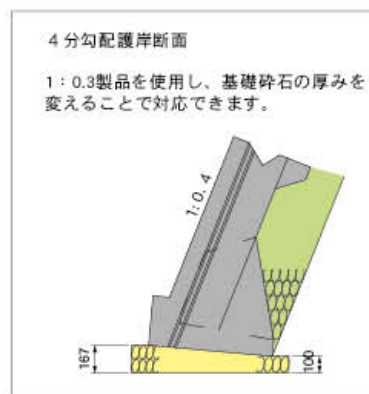 4分勾配護岸断面
1：0.3製品を使用し、基礎砕石の厚みを
変えることで対応できます。
1:0.4
167
100